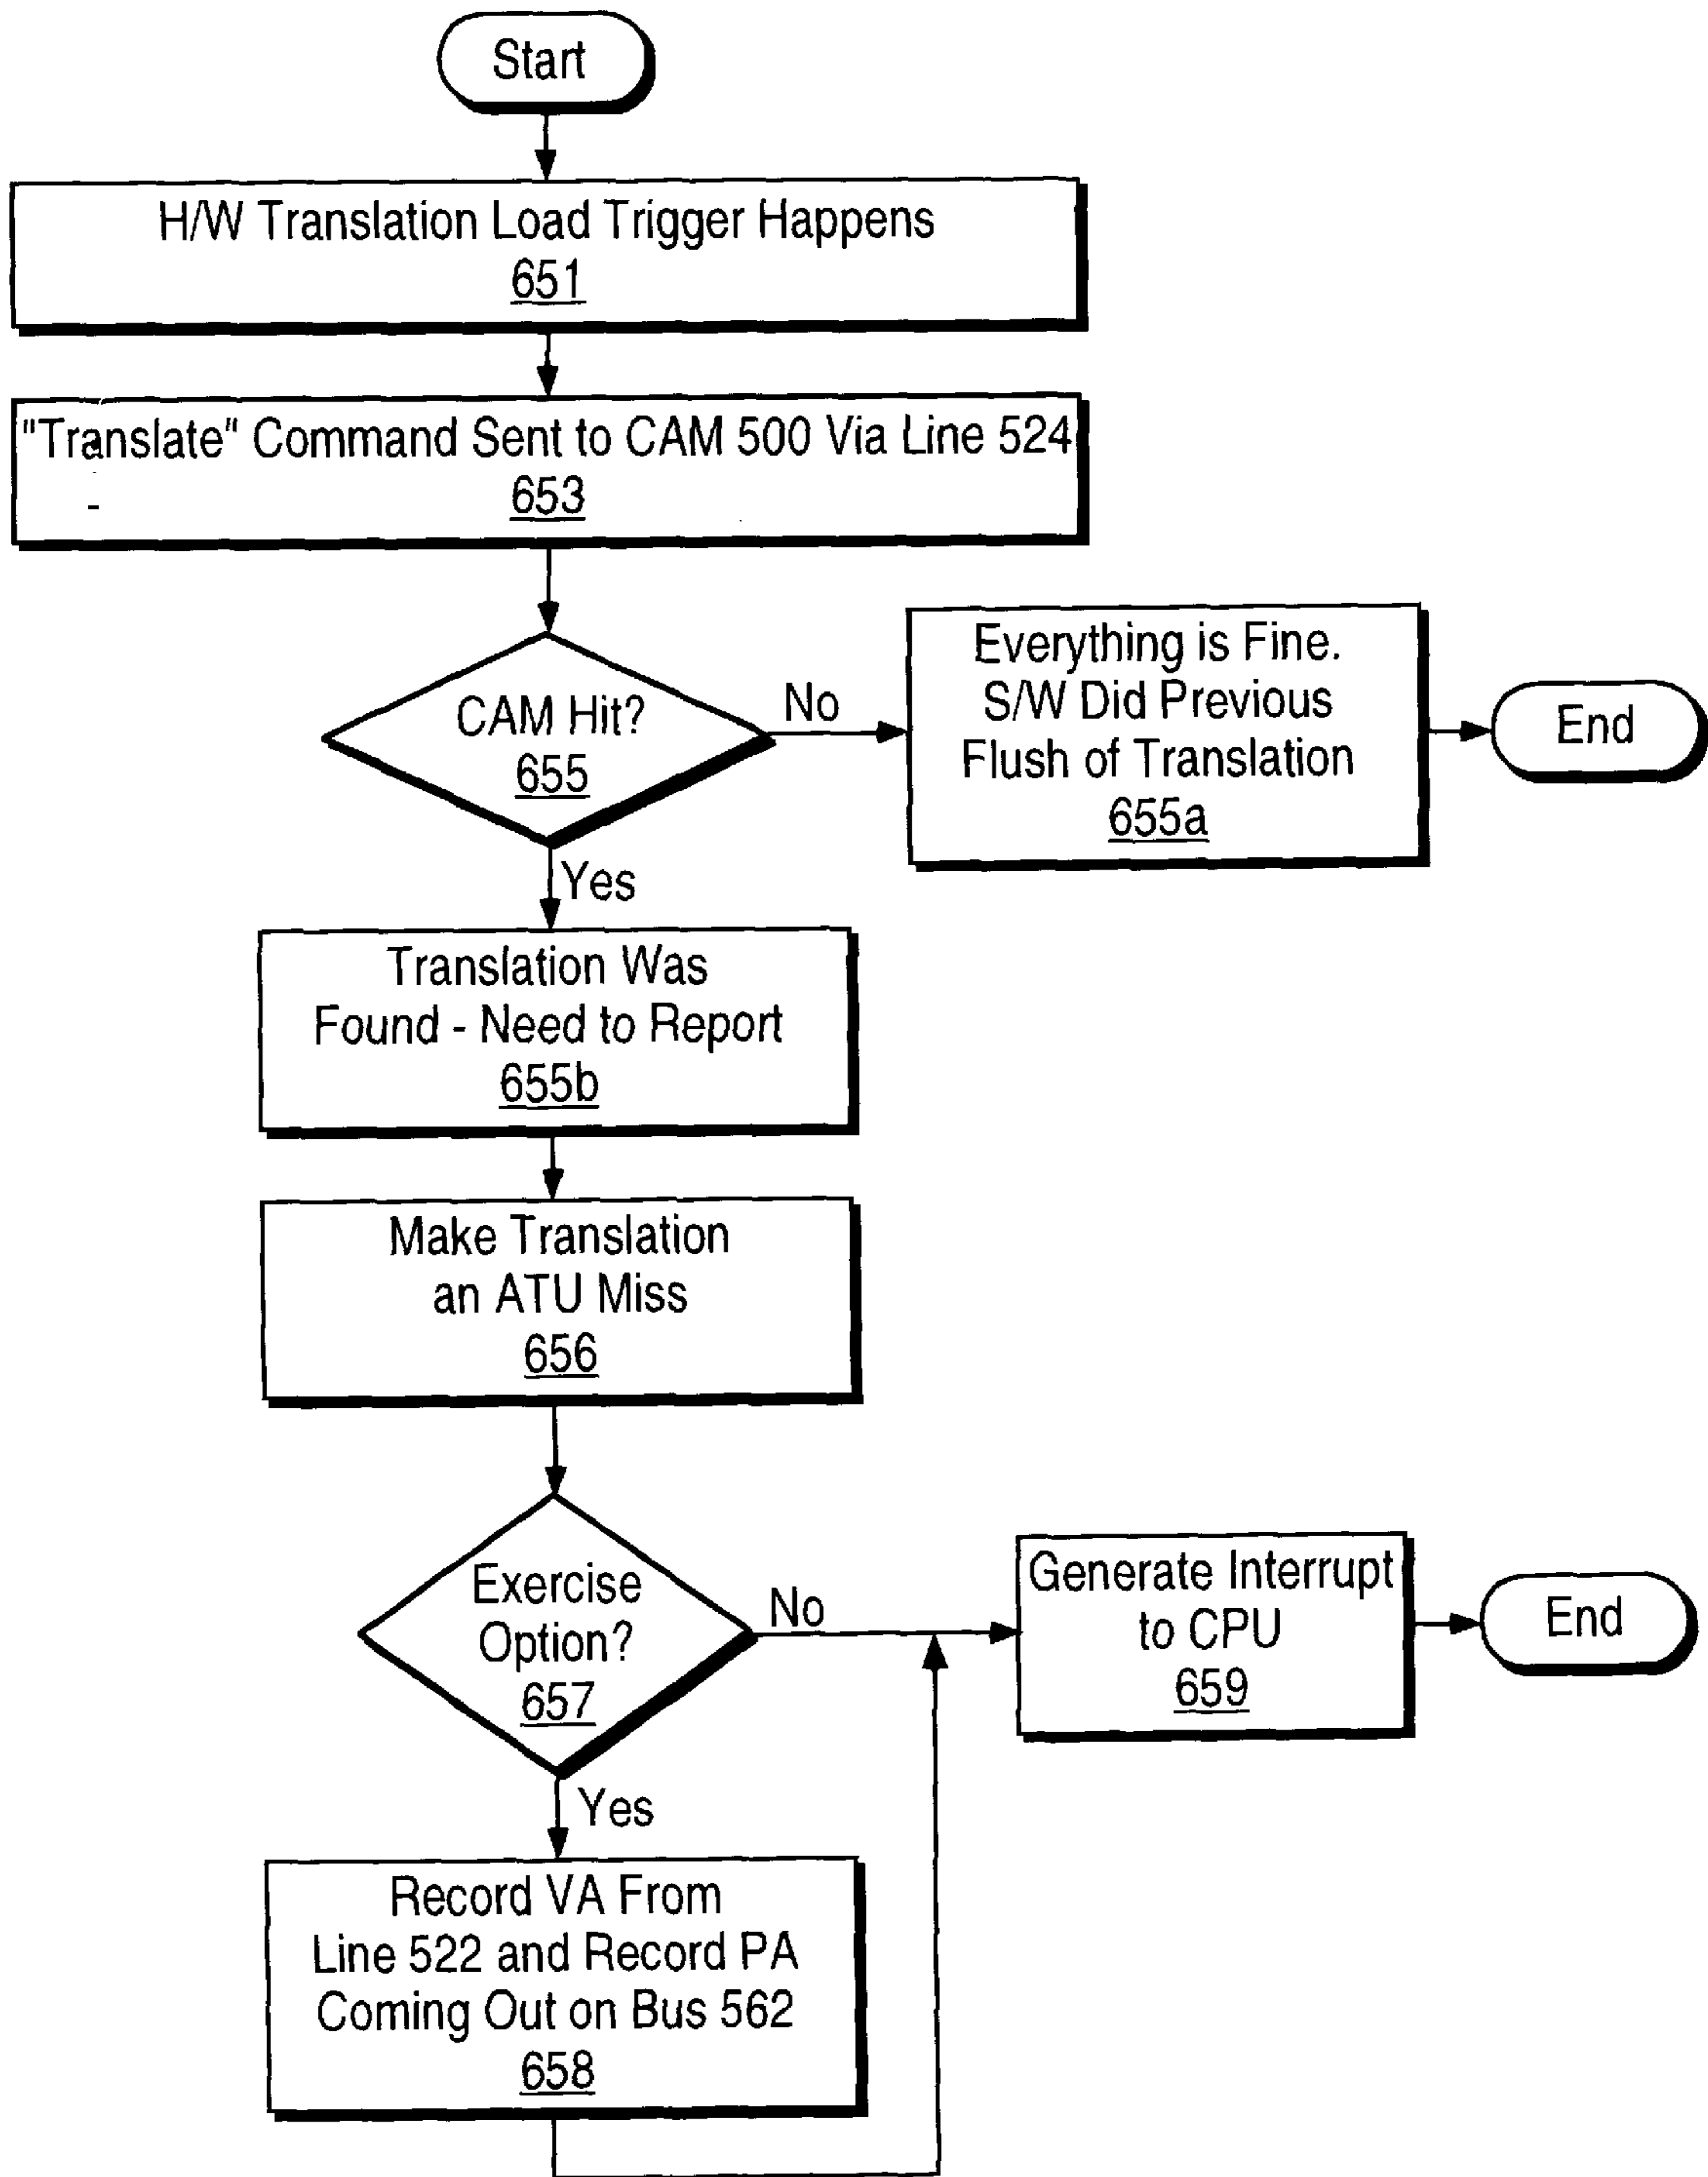 Start
H/W Translation Load Trigger Happens
651
"Translate" Command Sent to CAM 500 Via Line 524
653
CAM Hit?
655
No
Everything is Fine.
S/W Did Previous
Flush of Translation
655a
End
Yes
Translation Was
Found - Need to Report
655b
Make Translation
an ATU Miss
656
Exercise
Option?
657
No
Generate Interrupt
to CPU
659
End
Yes
Record VA From
Line 522 and Record PA
Coming Out on Bus 562
658